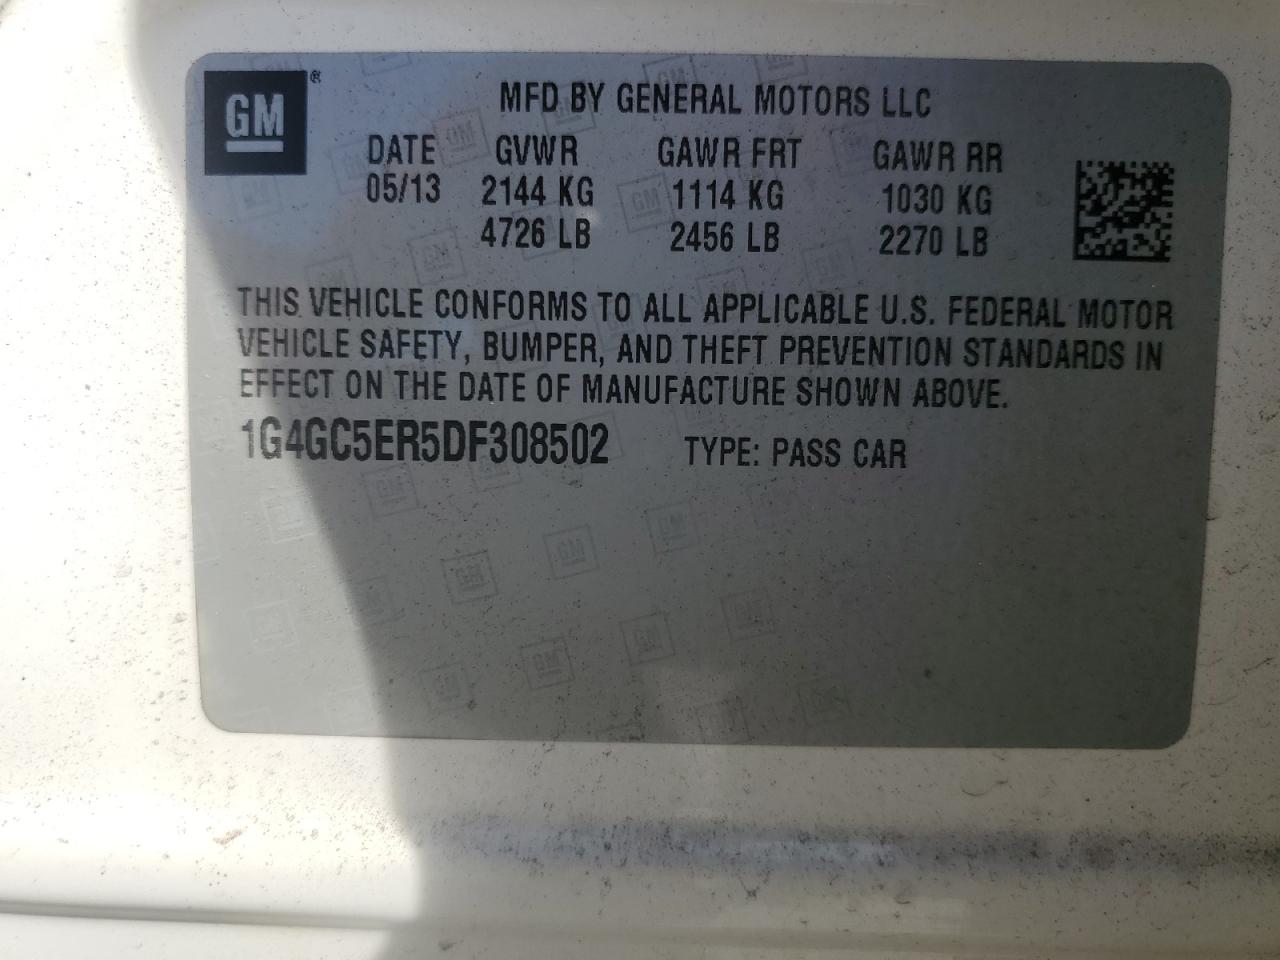 GM ®
MFD BY GENERAL MOTORS LLC
DATE GVWR GAWR FRT GAWR RR
05/13 2144 KG 1114 KG 1030 KG
4726 LB 2456 LB 2270 LB
THIS VEHICLE CONFORMS TO ALL APPLICABLE U.S. FEDERAL MOTOR
VEHICLE SAFETY, BUMPER, AND THEFT PREVENTION STANDARDS IN
EFFECT ON THE DATE OF MANUFACTURE SHOWN ABOVE.
1G4GC5ER5DF308502 TYPE: PASS CAR